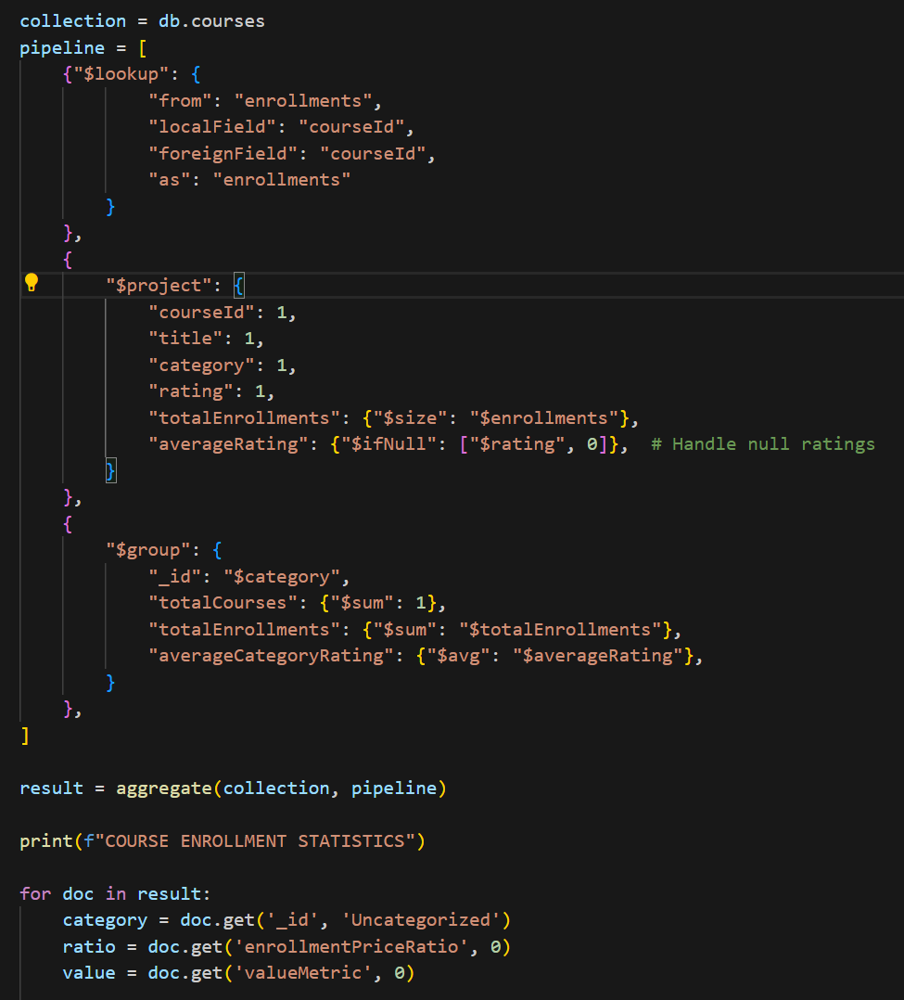 collection = db.courses
pipeline = [
    {"$lookup": {
            "from": "enrollments",
            "localField": "courseId",
            "foreignField": "courseId",
            "as": "enrollments"
        }
    },
    {
        "$project": {
            "courseId": 1,
            "title": 1,
            "category": 1,
            "rating": 1,
            "totalEnrollments": {"$size": "$enrollments"},
            "averageRating": {"$ifNull": ["$rating", 0]},  # Handle null ratings
        }
    },
    {
        "$group": {
            "_id": "$category",
            "totalCourses": {"$sum": 1},
            "totalEnrollments": {"$sum": "$totalEnrollments"},
            "averageCategoryRating": {"$avg": "$averageRating"},
        }
    },
]

result = aggregate(collection, pipeline)

print(f"COURSE ENROLLMENT STATISTICS")

for doc in result:
    category = doc.get('_id', 'Uncategorized')
    ratio = doc.get('enrollmentPriceRatio', 0)
    value = doc.get('valueMetric', 0)